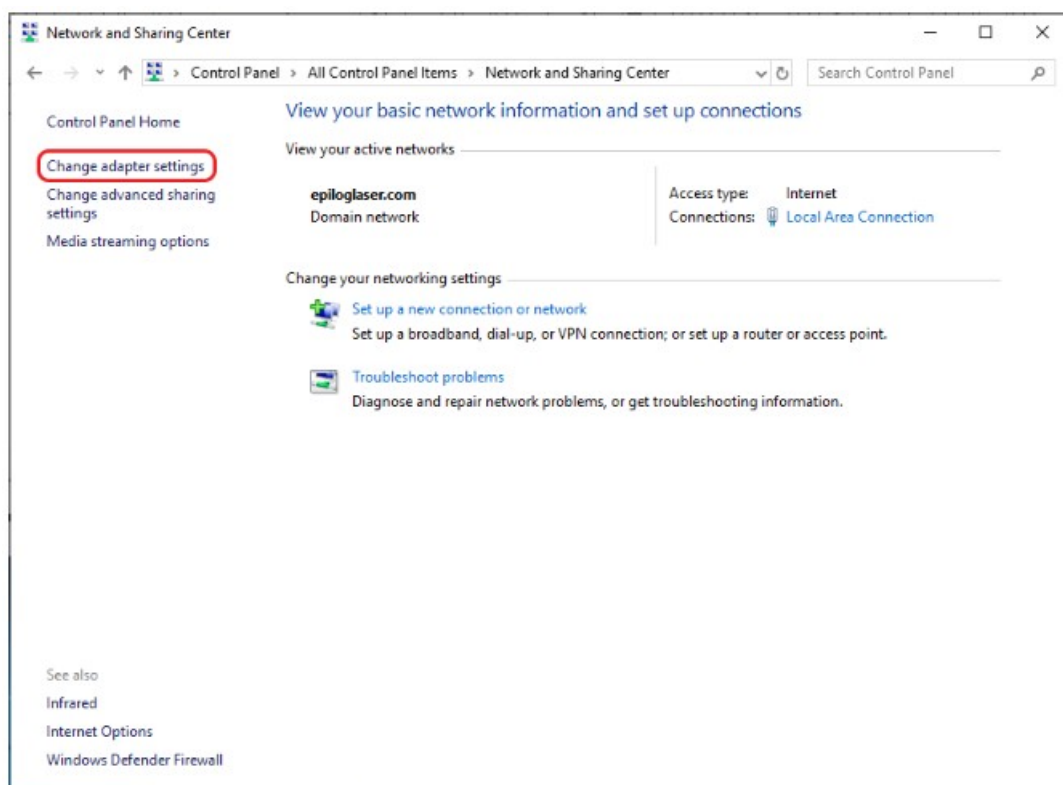 Network and Sharing Center
Control Panel > All Control Panel Items > Network and Sharing Center
Search Control Panel
Control Panel Home
Change adapter settings
Change advanced sharing
settings
Media streaming options
View your basic network information and set up connections
View your active networks
epiloglaser.com
Domain network
Access type: Internet
Connections: Local Area Connection
Change your networking settings
Set up a new connection or network
Set up a broadband, dial-up, or VPN connection; or set up a router or access point.
Troubleshoot problems
Diagnose and repair network problems, or get troubleshooting information.
See also
Infrared
Internet Options
Windows Defender Firewall